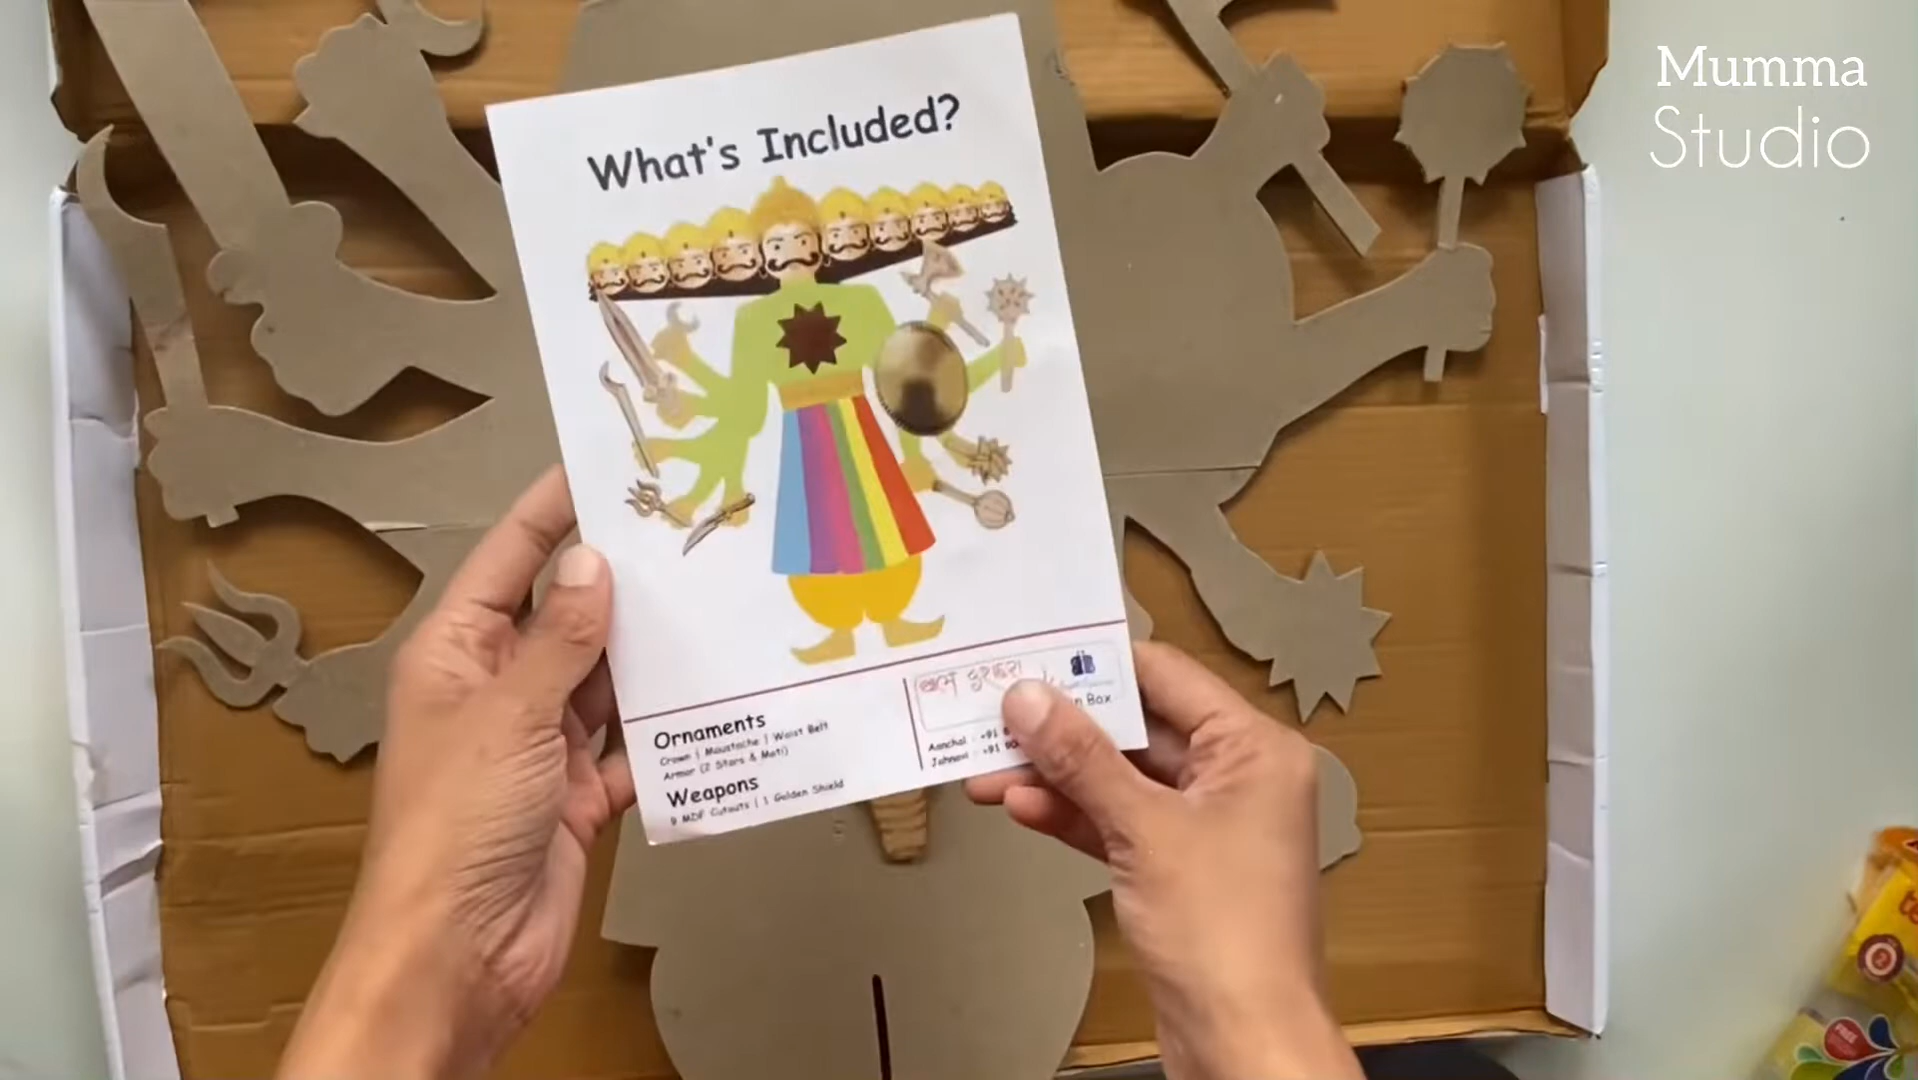 Mumma
Studio
What's Included?
Ornaments
Crown | Moustache | Waist Belt
Armor (2 Stars & Moti)
Weapons
9 MDF Cutouts | 1 Golden Shield
n Box
Aanchal : +91
Jahnavi : +91